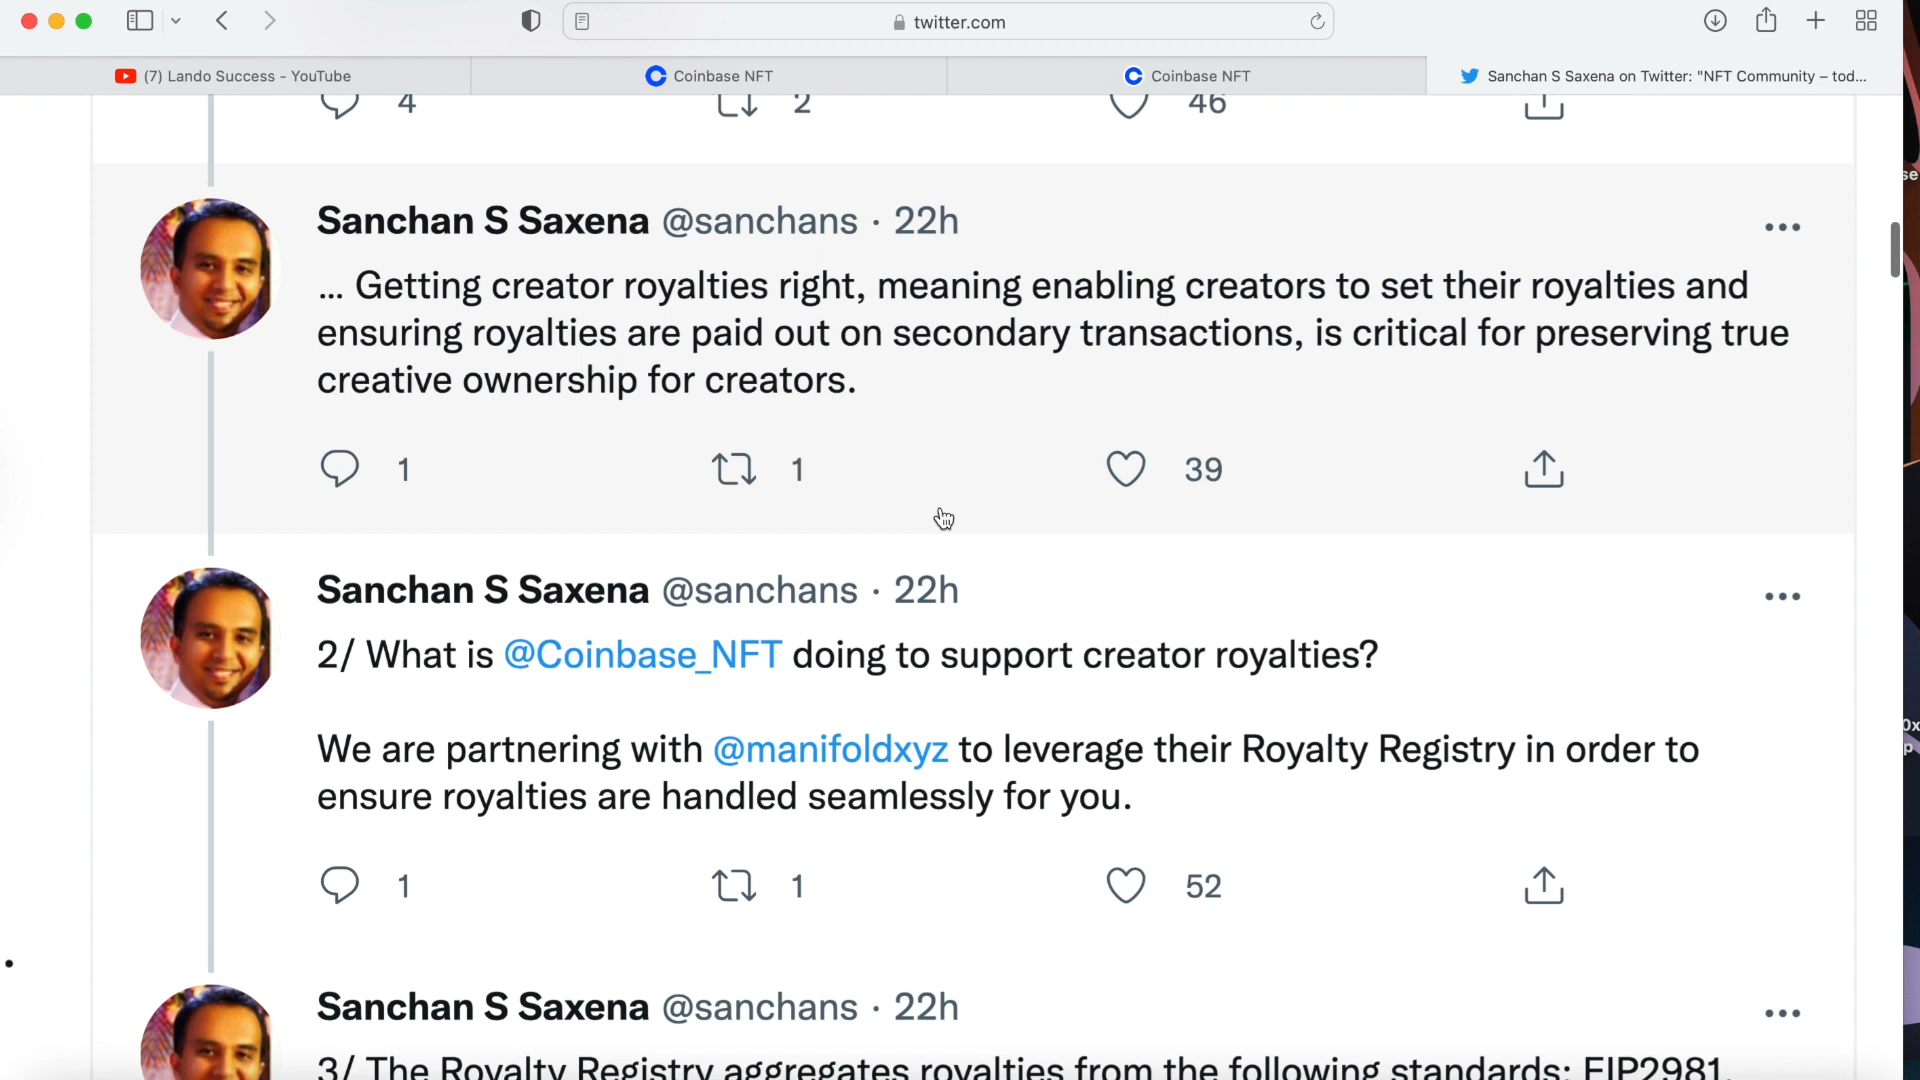 twitter.com
(7) Lando Success - YouTube
Coinbase NFT
Coinbase NFT
Sanchan S Saxena on Twitter: "NFT Community – tod...
4 2 46
Sanchan S Saxena @sanchans · 22h
... Getting creator royalties right, meaning enabling creators to set their royalties and
ensuring royalties are paid out on secondary transactions, is critical for preserving true
creative ownership for creators.
1 1 39
Sanchan S Saxena @sanchans · 22h
2/ What is @Coinbase_NFT doing to support creator royalties?
We are partnering with @manifoldxyz to leverage their Royalty Registry in order to
ensure royalties are handled seamlessly for you.
1 1 52
Sanchan S Saxena @sanchans · 22h
3/ The Royalty Registry aggregates royalties from the following standards: EIP2981,